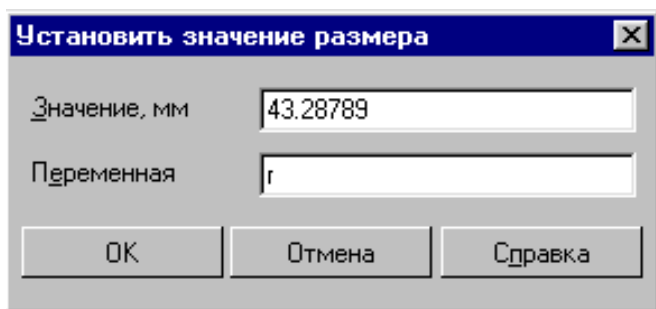 Установить значение размера
Значение, мм 43.28789
Переменная r
OK Отмена Справка